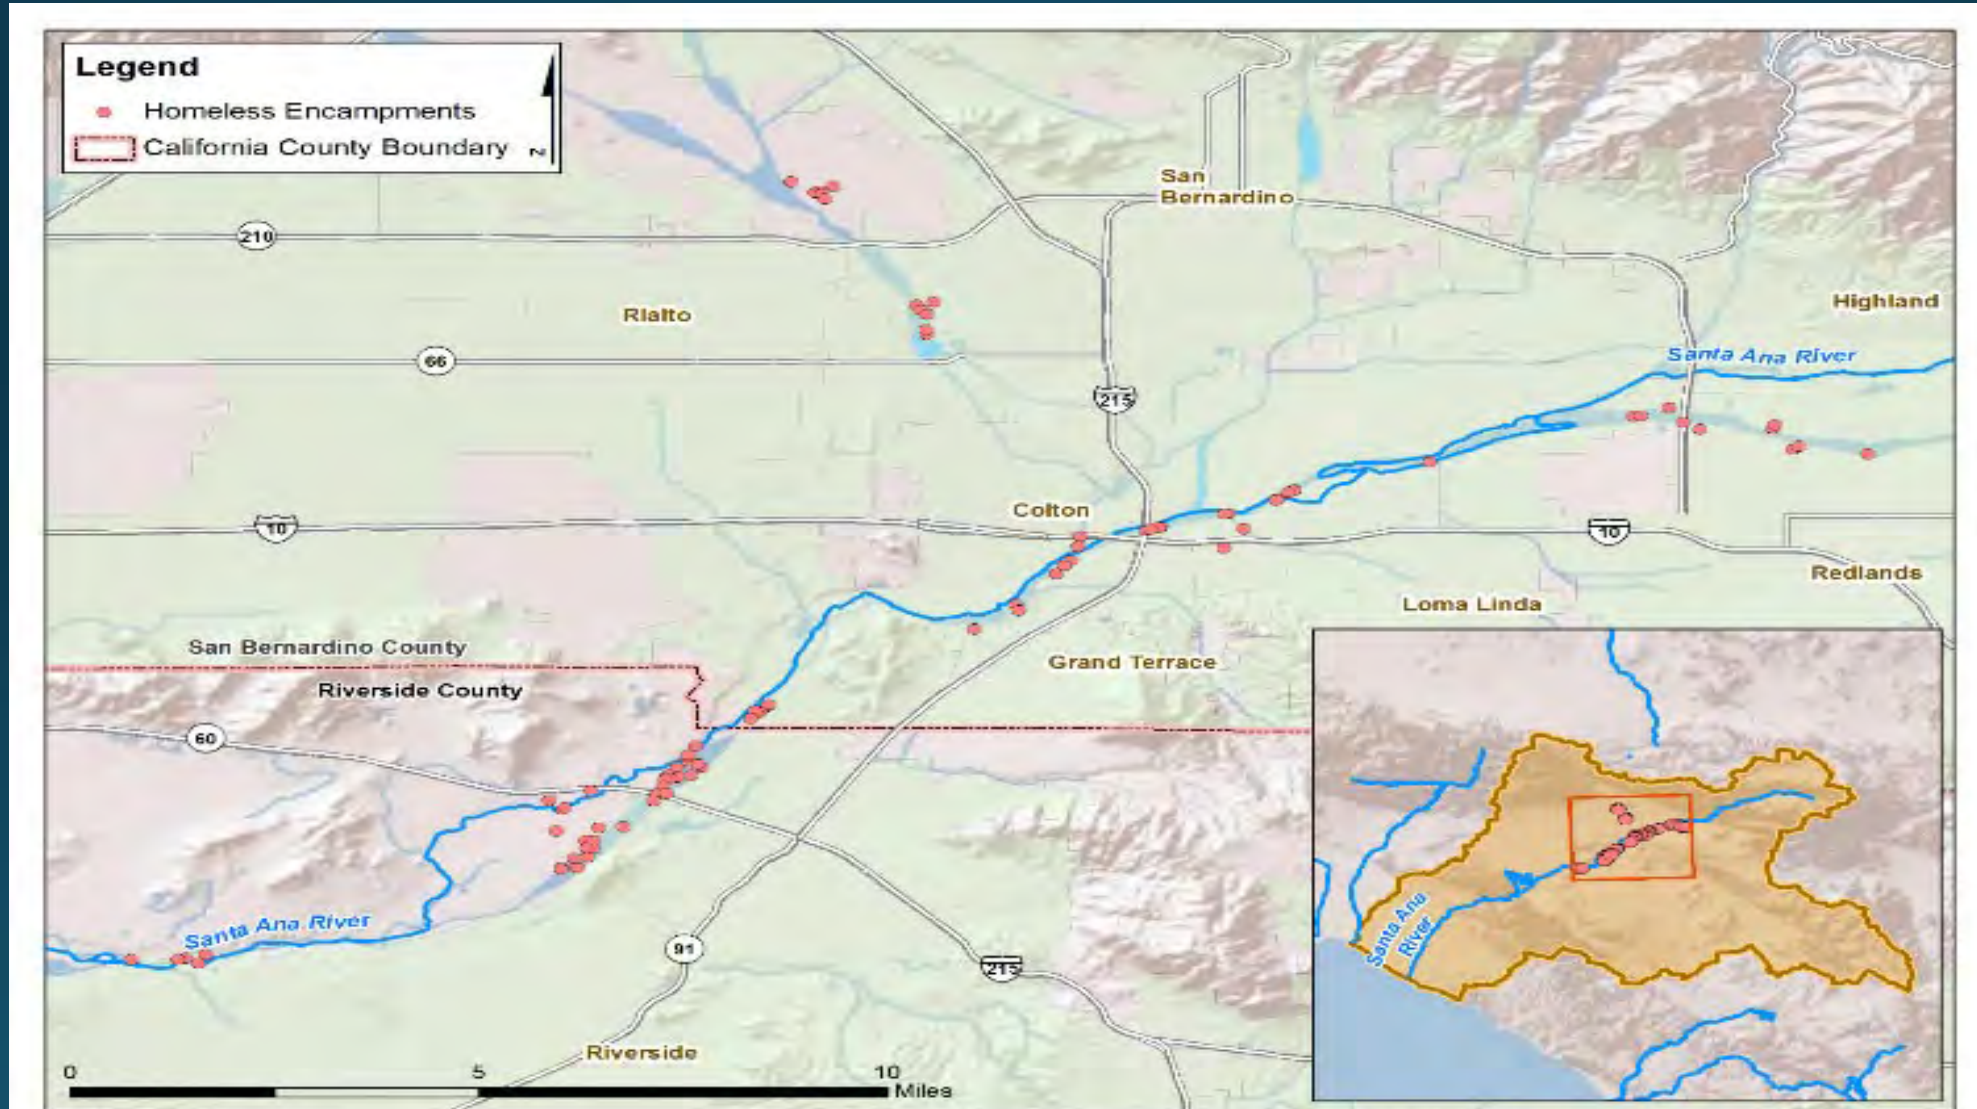 Legend
Homeless Encampments
California County Boundary
N
San
Bernardino
210
Rialto
Highland
Santa Ana River
66
215
Colton
10
10
Redlands
Loma Linda
San Bernardino County
Grand Terrace
Riverside County
60
Santa Ana River
91
215
Santa Ana
River
Riverside
0 5 10
Miles